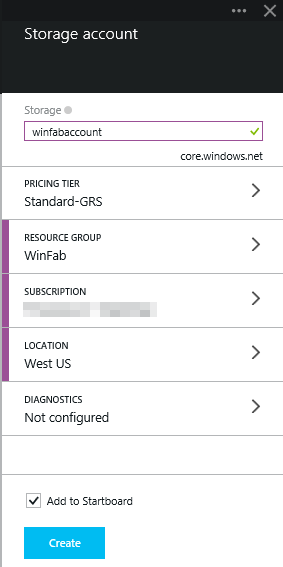 Storage account
Storage
winfabaccount
core.windows.net
PRICING TIER
Standard-GRS
RESOURCE GROUP
WinFab
SUBSCRIPTION
LOCATION
West US
DIAGNOSTICS
Not configured
Add to Startboard
Create